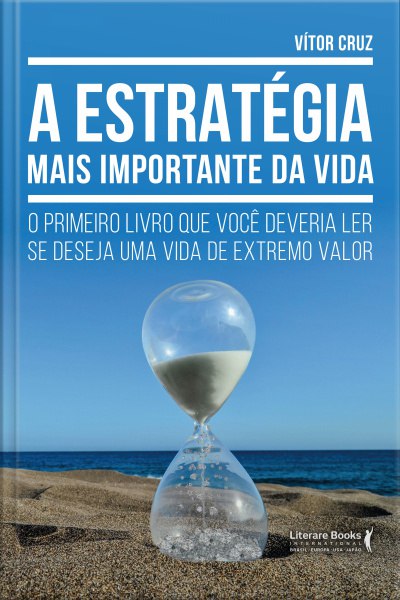 VÍTOR CRUZ
A ESTRATÉGIA
MAIS IMPORTANTE DA VIDA
O PRIMEIRO LIVRO QUE VOCÊ DEVERIA LER
SE DESEJA UMA VIDA DE EXTREMO VALOR
Literare Books
INTERNATIONAL
BRASIL · EUROPA · USA · JAPÃO